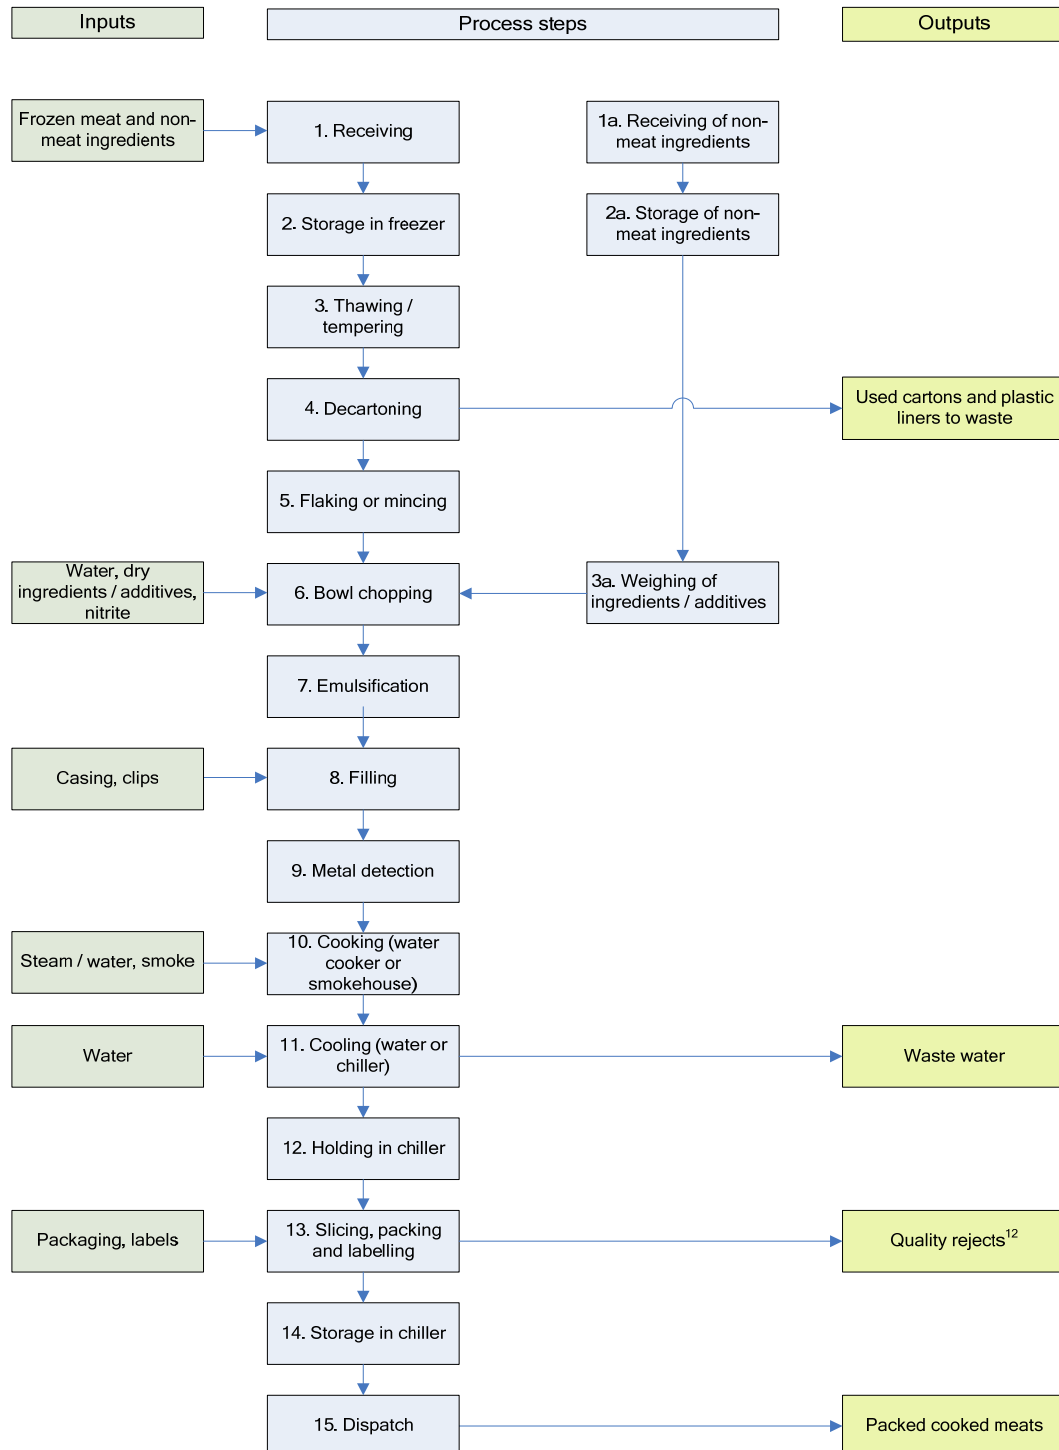 Inputs
Process steps
Outputs
Frozen meat and non-
meat ingredients
1. Receiving
1a. Receiving of non-
meat ingredients
2. Storage in freezer
2a. Storage of non-
meat ingredients
3. Thawing /
tempering
4. Decartoning
Used cartons and plastic
liners to waste
5. Flaking or mincing
Water, dry
ingredients / additives,
nitrite
6. Bowl chopping
3a. Weighing of
ingredients / additives
7. Emulsification
Casing, clips
8. Filling
9. Metal detection
Steam / water, smoke
10. Cooking (water
cooker or
smokehouse)
Water
11. Cooling (water or
chiller)
Waste water
12. Holding in chiller
Packaging, labels
13. Slicing, packing
and labelling
Quality rejects¹²
14. Storage in chiller
15. Dispatch
Packed cooked meats